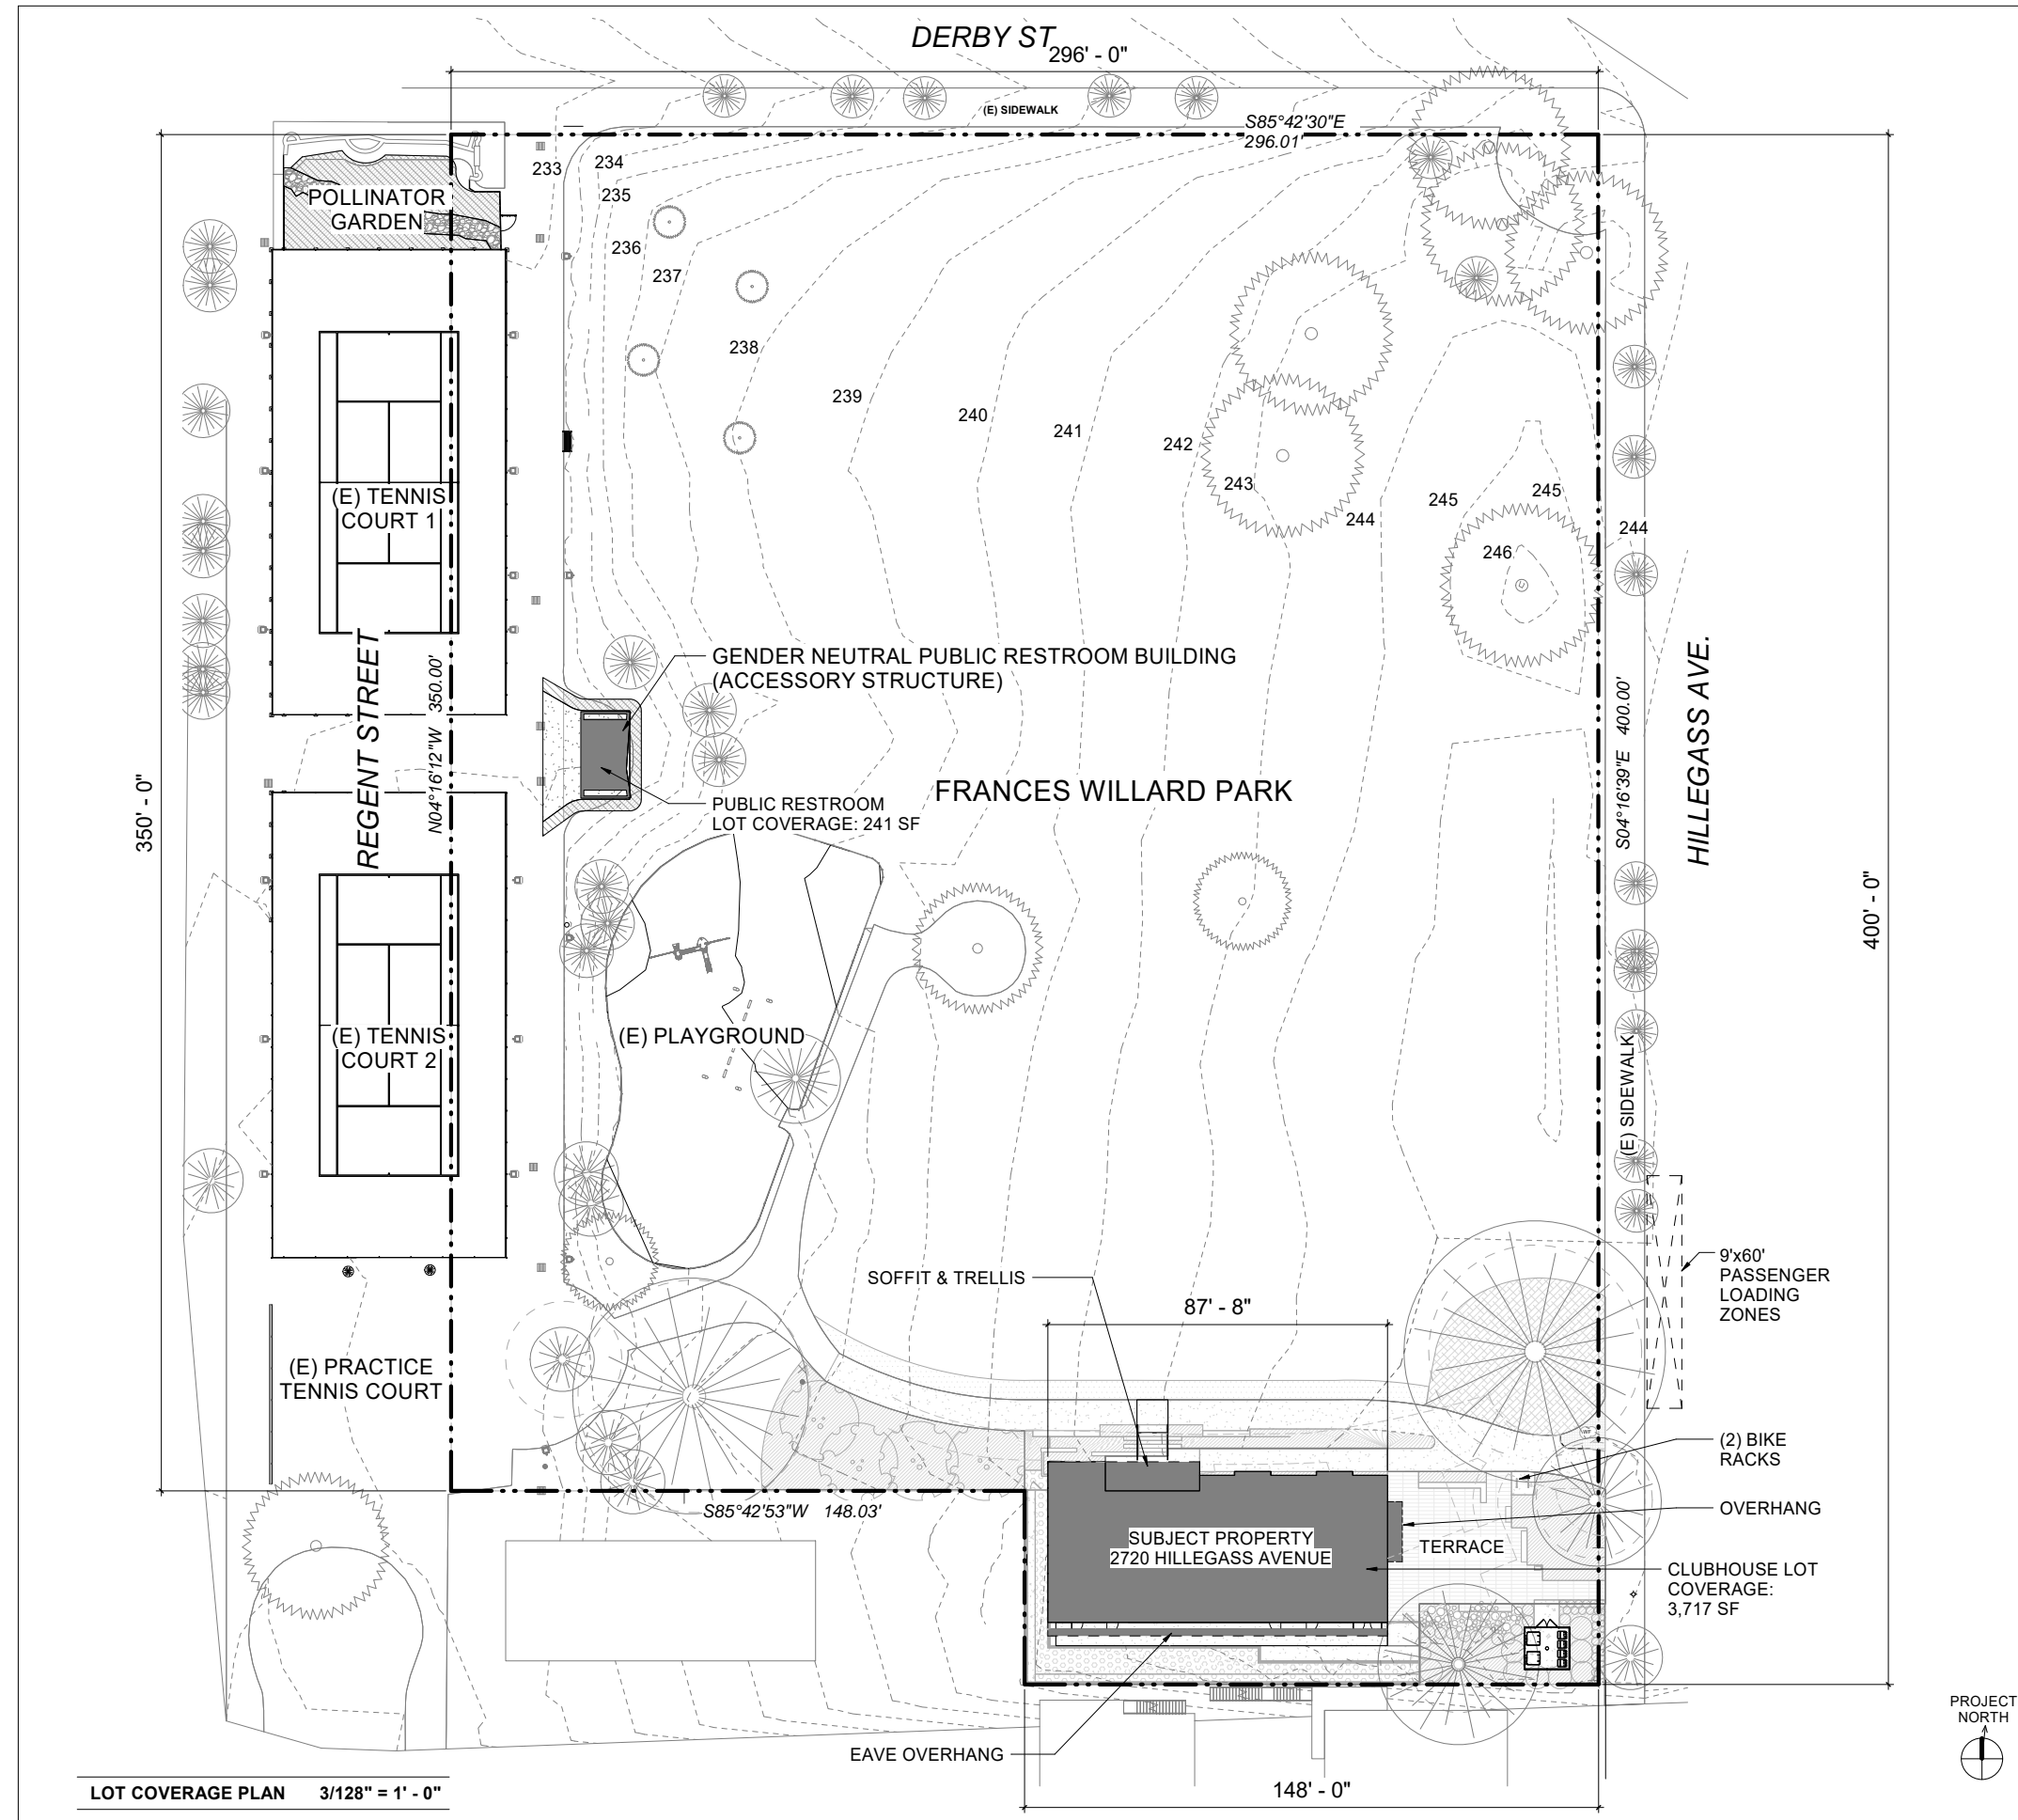 DERBY ST
296' - 0"
(E) SIDEWALK
S85°42'30"E
296.01'
233
234
235
236
237
238
239
240
241
242
243
244
245
245
246
244
POLLINATOR
GARDEN
(E) TENNIS
COURT 1
REGENT STREET
N04°16'12"W 350.00'
350' - 0"
GENDER NEUTRAL PUBLIC RESTROOM BUILDING
(ACCESSORY STRUCTURE)
PUBLIC RESTROOM
LOT COVERAGE: 241 SF
FRANCES WILLARD PARK
S04°16'39"E 400.00'
HILLEGASS AVE.
400' - 0"
(E) TENNIS
COURT 2
(E) PLAYGROUND
(E) SIDEWALK
9'x60'
PASSENGER
LOADING
ZONES
SOFFIT & TRELLIS
87' - 8"
(E) PRACTICE
TENNIS COURT
(2) BIKE
RACKS
S85°42'53"W 148.03'
OVERHANG
SUBJECT PROPERTY
2720 HILLEGASS AVENUE
TERRACE
CLUBHOUSE LOT
COVERAGE:
3,717 SF
EAVE OVERHANG
148' - 0"
PROJECT
NORTH
LOT COVERAGE PLAN 3/128" = 1' - 0"